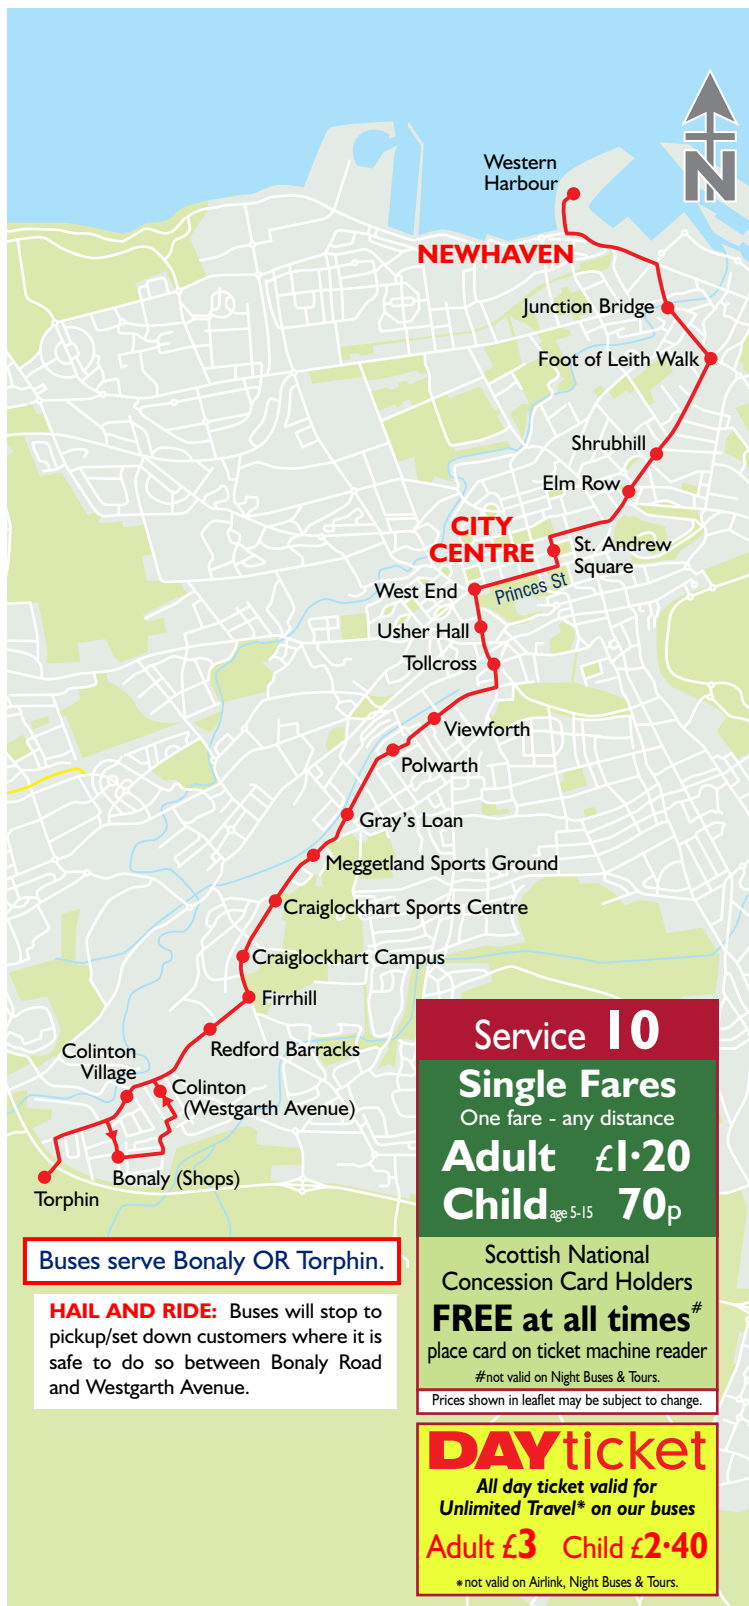 Western
Harbour
N
NEWHAVEN
Junction Bridge
Foot of Leith Walk
Shrubhill
Elm Row
CITY
CENTRE
St. Andrew
Square
West End
Princes St
Usher Hall
Tollcross
Viewforth
Polwarth
Gray's Loan
Meggetland Sports Ground
Craiglockhart Sports Centre
Craiglockhart Campus
Firrhill
Redford Barracks
Colinton
Village
Colinton
(Westgarth Avenue)
Bonaly (Shops)
Torphin
Buses serve Bonaly OR Torphin.
HAIL AND RIDE: Buses will stop to
pickup/set down customers where it is
safe to do so between Bonaly Road
and Westgarth Avenue.
Service 10
Single Fares
One fare - any distance
Adult £1·20
Child age 5-15 70p
Scottish National
Concession Card Holders
FREE at all times#
place card on ticket machine reader
#not valid on Night Buses & Tours.
Prices shown in leaflet may be subject to change.
DAYticket
All day ticket valid for
Unlimited Travel* on our buses
Adult £3 Child £2·40
*not valid on Airlink, Night Buses & Tours.